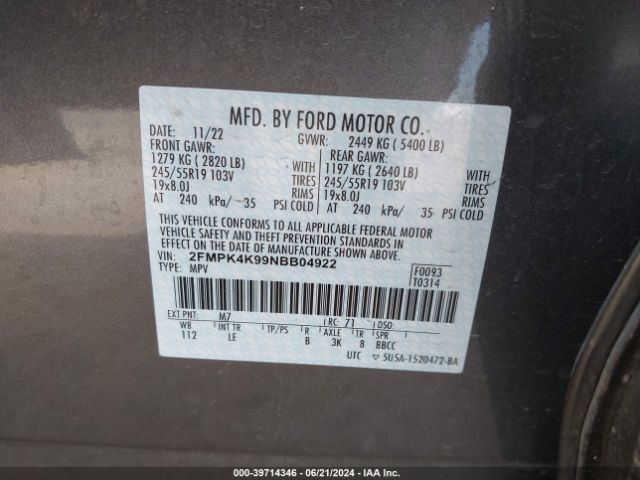 MFD. BY FORD MOTOR CO.
DATE: 11/22 GVWR: 2449 KG ( 5400 LB)
FRONT GAWR: REAR GAWR:
1279 KG ( 2820 LB) WITH 1197 KG ( 2640 LB) WITH
245/55R19 103V TIRES 245/55R19 103V TIRES
19x8.0J RIMS 19x8.0J RIMS
AT 240 kPa/ 35 PSI COLD AT 240 kPa/ 35 PSI COLD
THIS VEHICLE CONFORMS TO ALL APPLICABLE FEDERAL MOTOR
VEHICLE SAFETY AND THEFT PREVENTION STANDARDS IN
EFFECT ON THE DATE OF MANUFACTURE SHOWN ABOVE.
VIN: 2FMPK4K99NBB04922
TYPE: MPV
F0093
T0314
EXT PNT: M7 RC: 71 DSO:
WB INT TR TP/PS R AXLE TR SPR
112 LE B 3K 8 BBCC
UTC 5U5A-1520472-BA
000-39714346 | 06/21/2024 | IAA Inc.